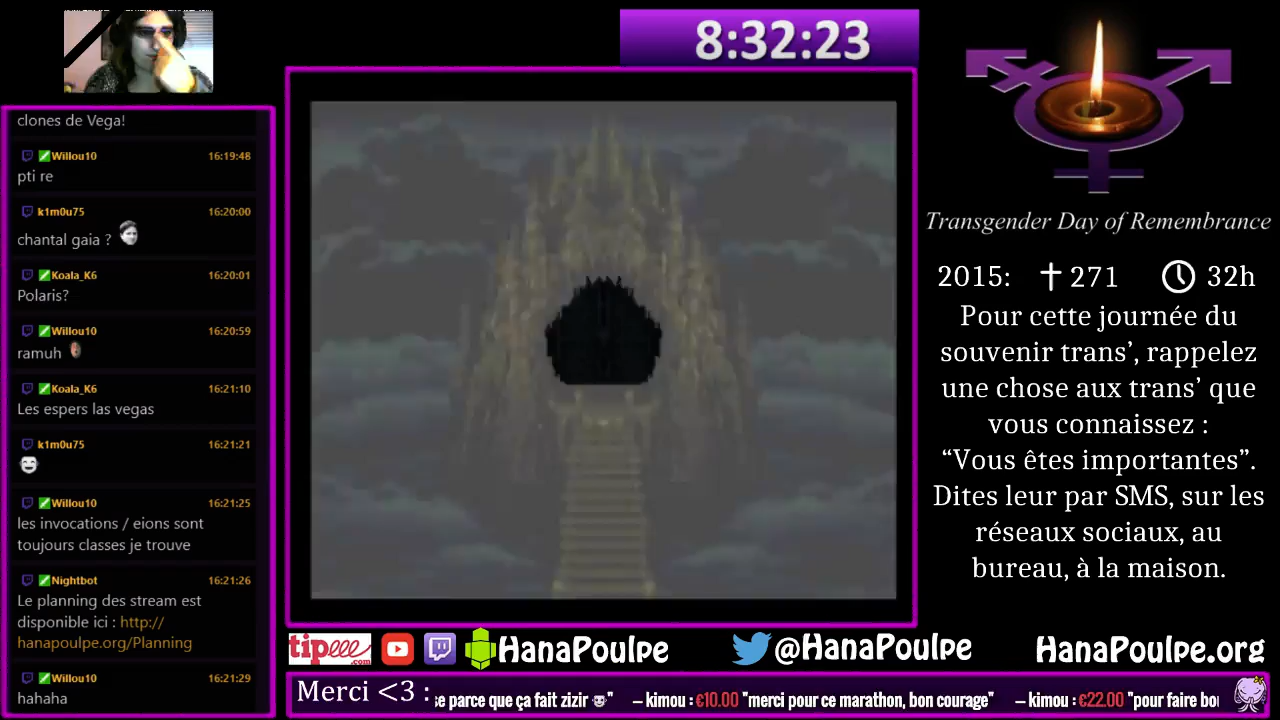 8:32:23
clones de Vega!
Willou10 16:19:48
pti re
k1m0u75 16:20:00
chantal gaia ?
Koala_K6 16:20:01
Polaris?
Willou10 16:20:59
ramuh
Koala_K6 16:21:10
Les espers las vegas
k1m0u75 16:21:21
Willou10 16:21:25
les invocations / eions sont
toujours classes je trouve
Nightbot 16:21:26
Le planning des stream est
disponible ici : http://
hanapoulpe.org/Planning
Willou10 16:21:29
hahaha
Transgender Day of Remembrance
2015: †271 32h
Pour cette journée du
souvenir trans’, rappelez
une chose aux trans’ que
vous connaissez :
“Vous êtes importantes”.
Dites leur par SMS, sur les
réseaux sociaux, au
bureau, à la maison.
tipeee.com HanaPoulpe @HanaPoulpe HanaPoulpe.org
Merci <3 : se parce que ça fait zizir " – kimou : €10.00 "merci pour ce marathon, bon courage" – kimou : €22.00 "pour faire